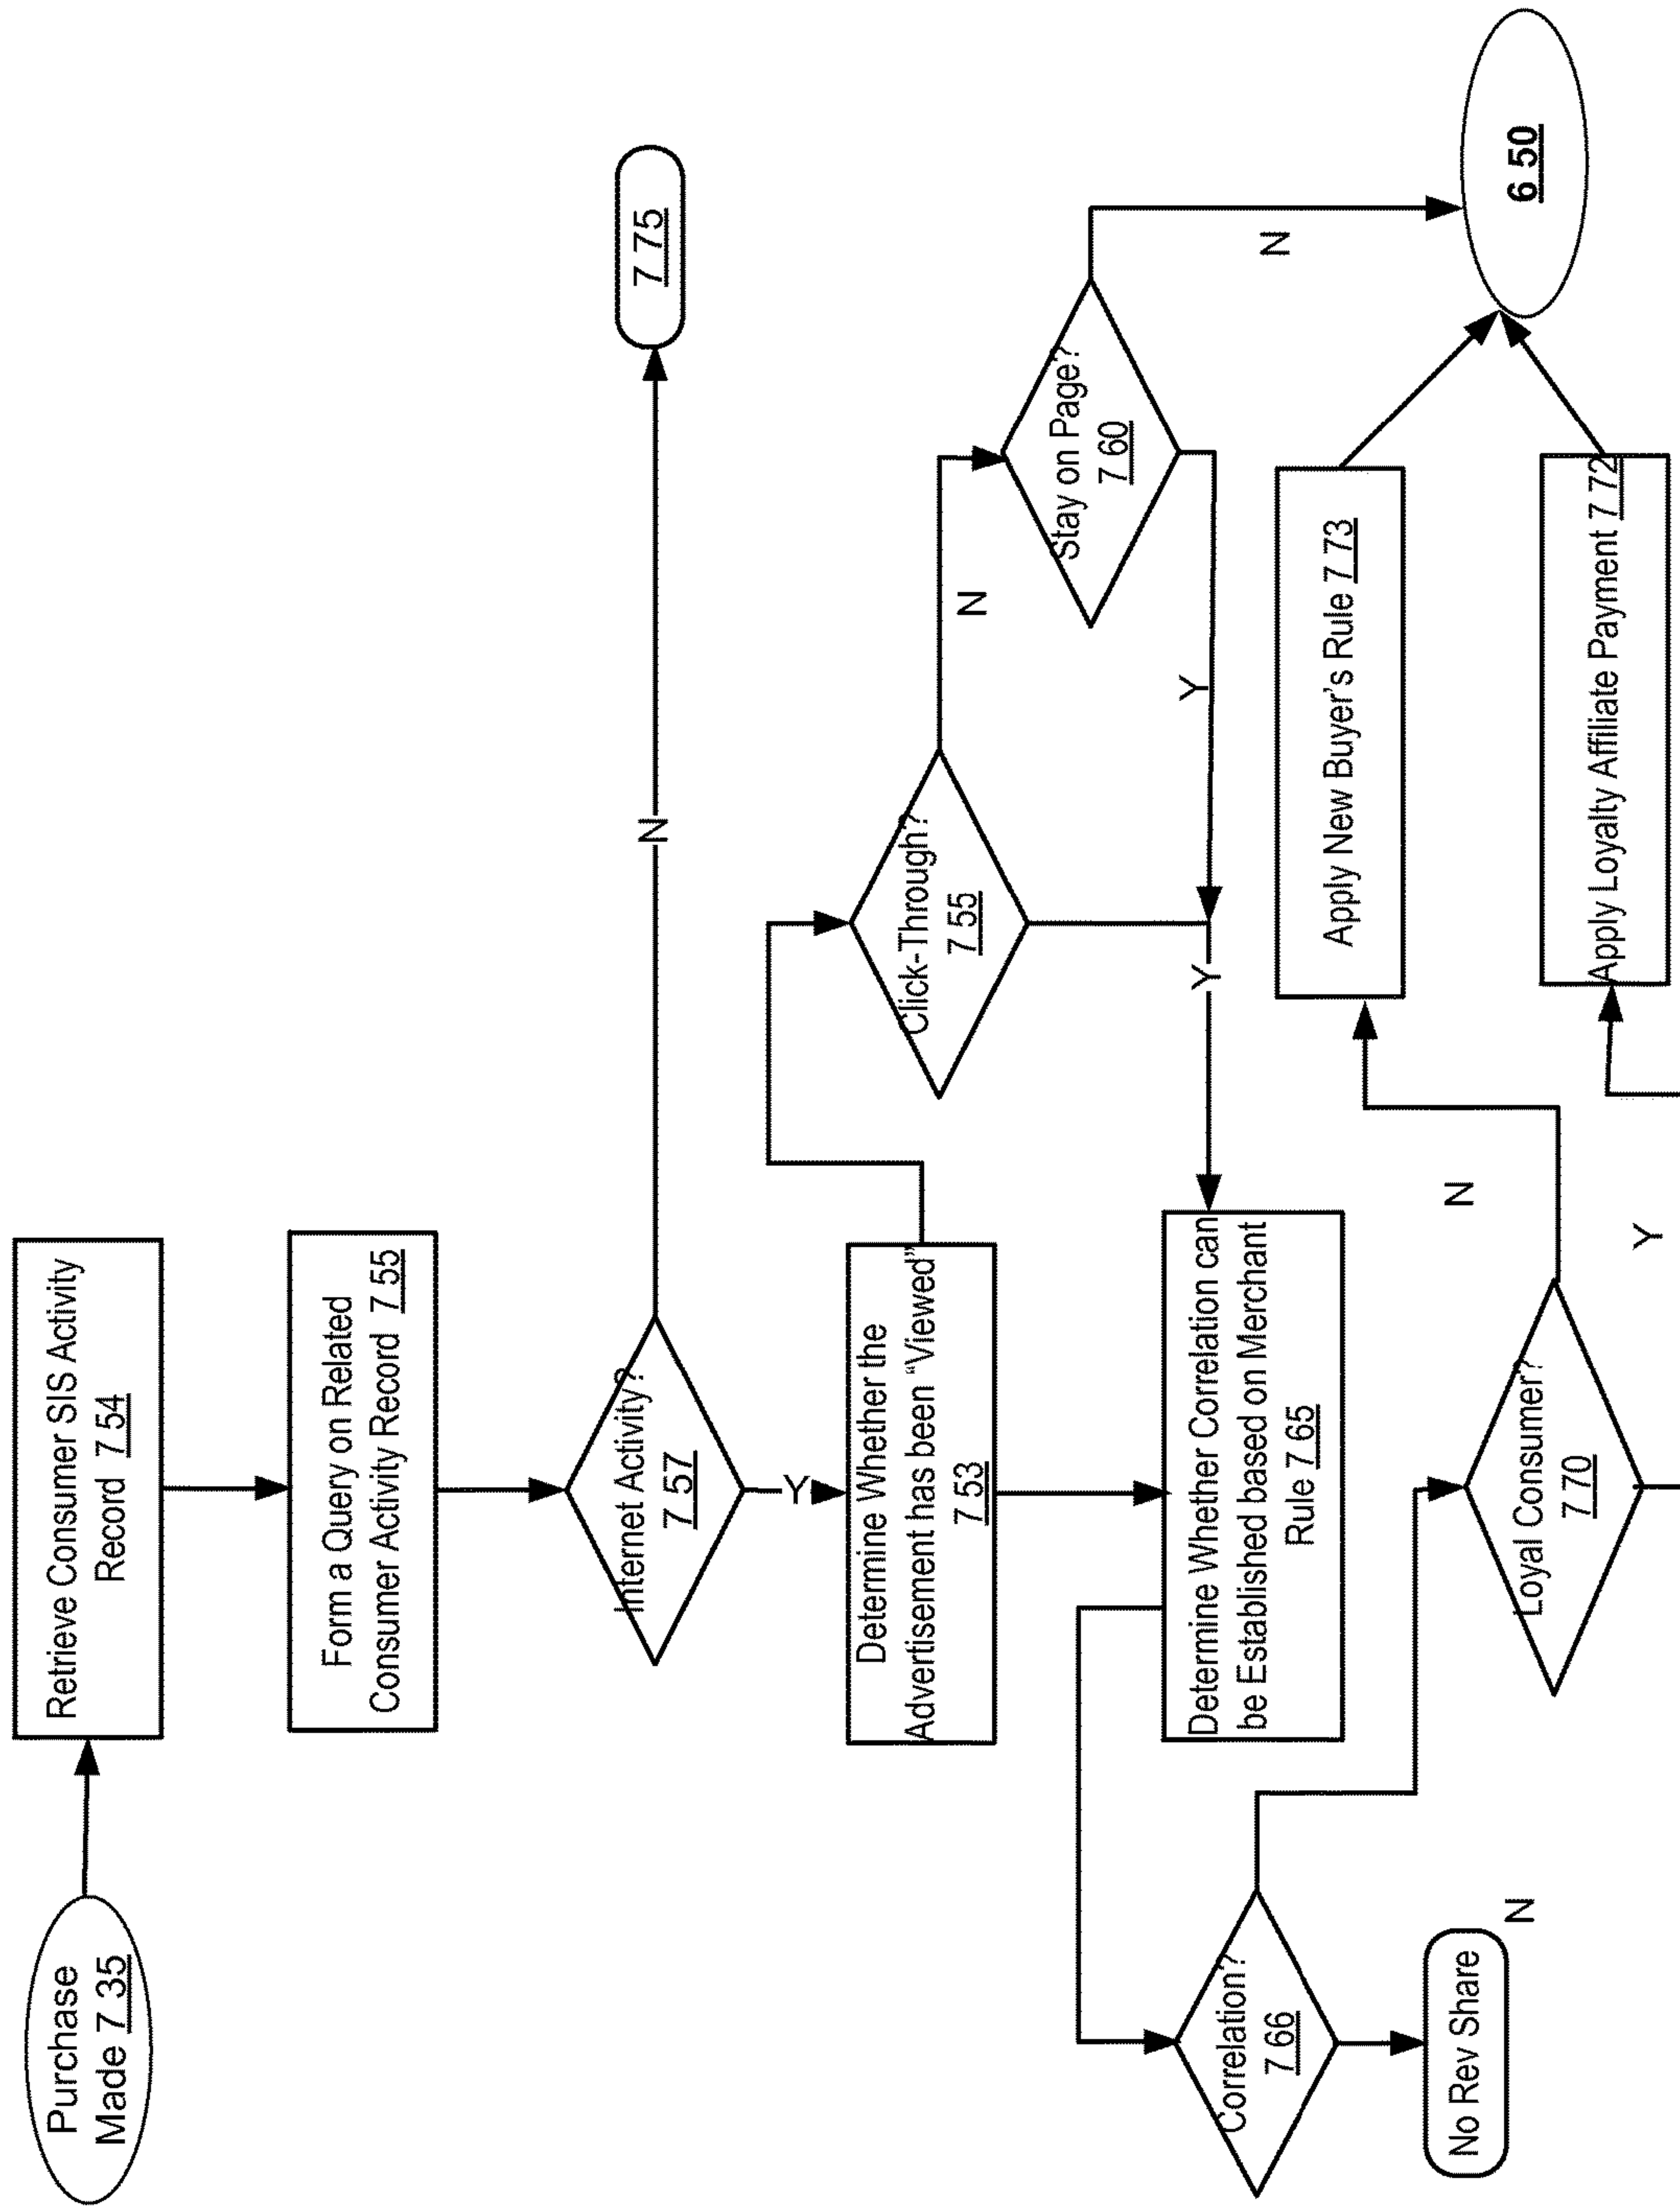 Purchase
Made 7 35
Retrieve Consumer SIS Activity
Record 7 54
Form a Query on Related
Consumer Activity Record 7 55
Internet Activity?
7 57
N
7 75
Y
Determine Whether the
Advertisement has been “Viewed”
7 53
Click-Through?
7 55
N
Stay on Page?
7 60
N
Y
Y
Determine Whether Correlation can
be Established based on Merchant
Rule 7 65
Correlation?
7 66
No Rev Share
N
Loyal Consumer?
7 70
N
Y
Apply New Buyer’s Rule 7 73
Apply Loyalty Affiliate Payment 7 72
6 50